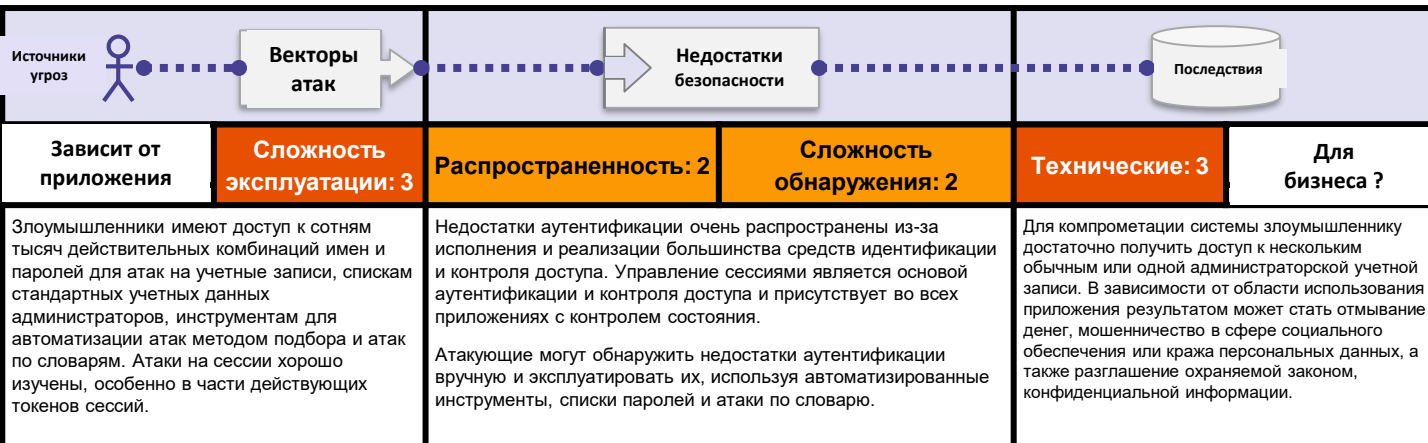 Источники
угроз
Векторы
атак
Недостатки
безопасности
Последствия
Зависит от
приложения
Сложность
эксплуатации: 3
Распространенность: 2
Сложность
обнаружения: 2
Технические: 3
Для
бизнеса ?
Злоумышленники имеют доступ к сотням
тысяч действительных комбинаций имен и
паролей для атак на учетные записи, спискам
стандартных учетных данных
администраторов, инструментам для
автоматизации атак методом подбора и атак
по словарям. Атаки на сессии хорошо
изучены, особенно в части действующих
токенов сессий.
Недостатки аутентификации очень распространены из-за
исполнения и реализации большинства средств идентификации
и контроля доступа. Управление сессиями является основой
аутентификации и контроля доступа и присутствует во всех
приложениях с контролем состояния.
Атакующие могут обнаружить недостатки аутентификации
вручную и эксплуатировать их, используя автоматизированные
инструменты, списки паролей и атаки по словарю.
Для компрометации системы злоумышленнику
достаточно получить доступ к нескольким
обычным или одной администраторской учетной
записи. В зависимости от области использования
приложения результатом может стать отмывание
денег, мошенничество в сфере социального
обеспечения или кража персональных данных, а
также разглашение охраняемой законом,
конфиденциальной информации.